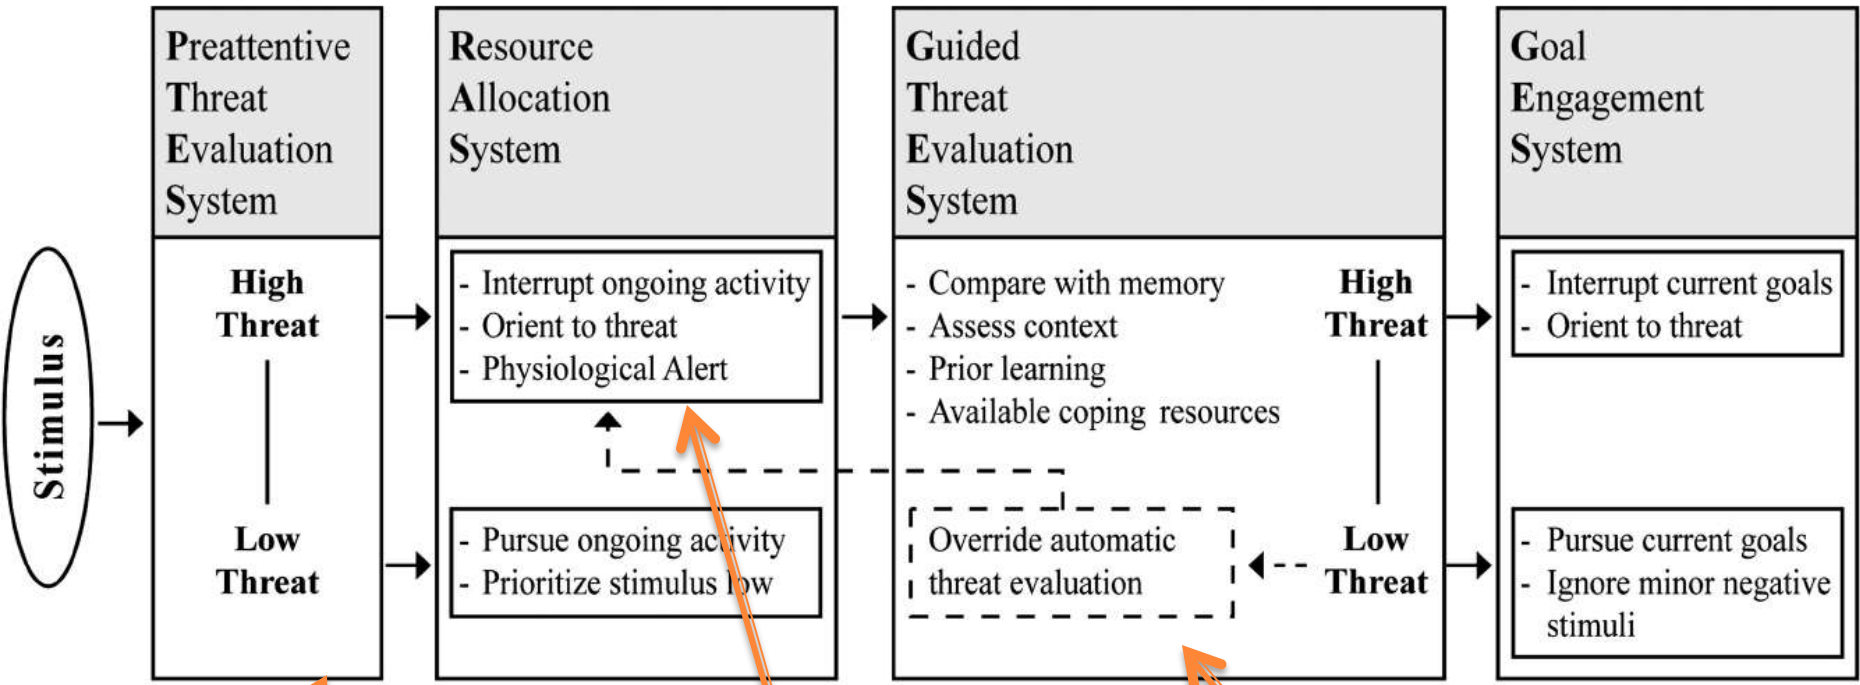 Stimulus
Preattentive
Threat
Evaluation
System
High
Threat
Low
Threat
Resource
Allocation
System
- Interrupt ongoing activity
- Orient to threat
- Physiological Alert
- Pursue ongoing activity
- Prioritize stimulus low
Guided
Threat
Evaluation
System
- Compare with memory
- Assess context
- Prior learning
- Available coping resources
Override automatic
threat evaluation
High
Threat
Low
Threat
Goal
Engagement
System
- Interrupt current goals
- Orient to threat
- Pursue current goals
- Ignore minor negative
stimuli